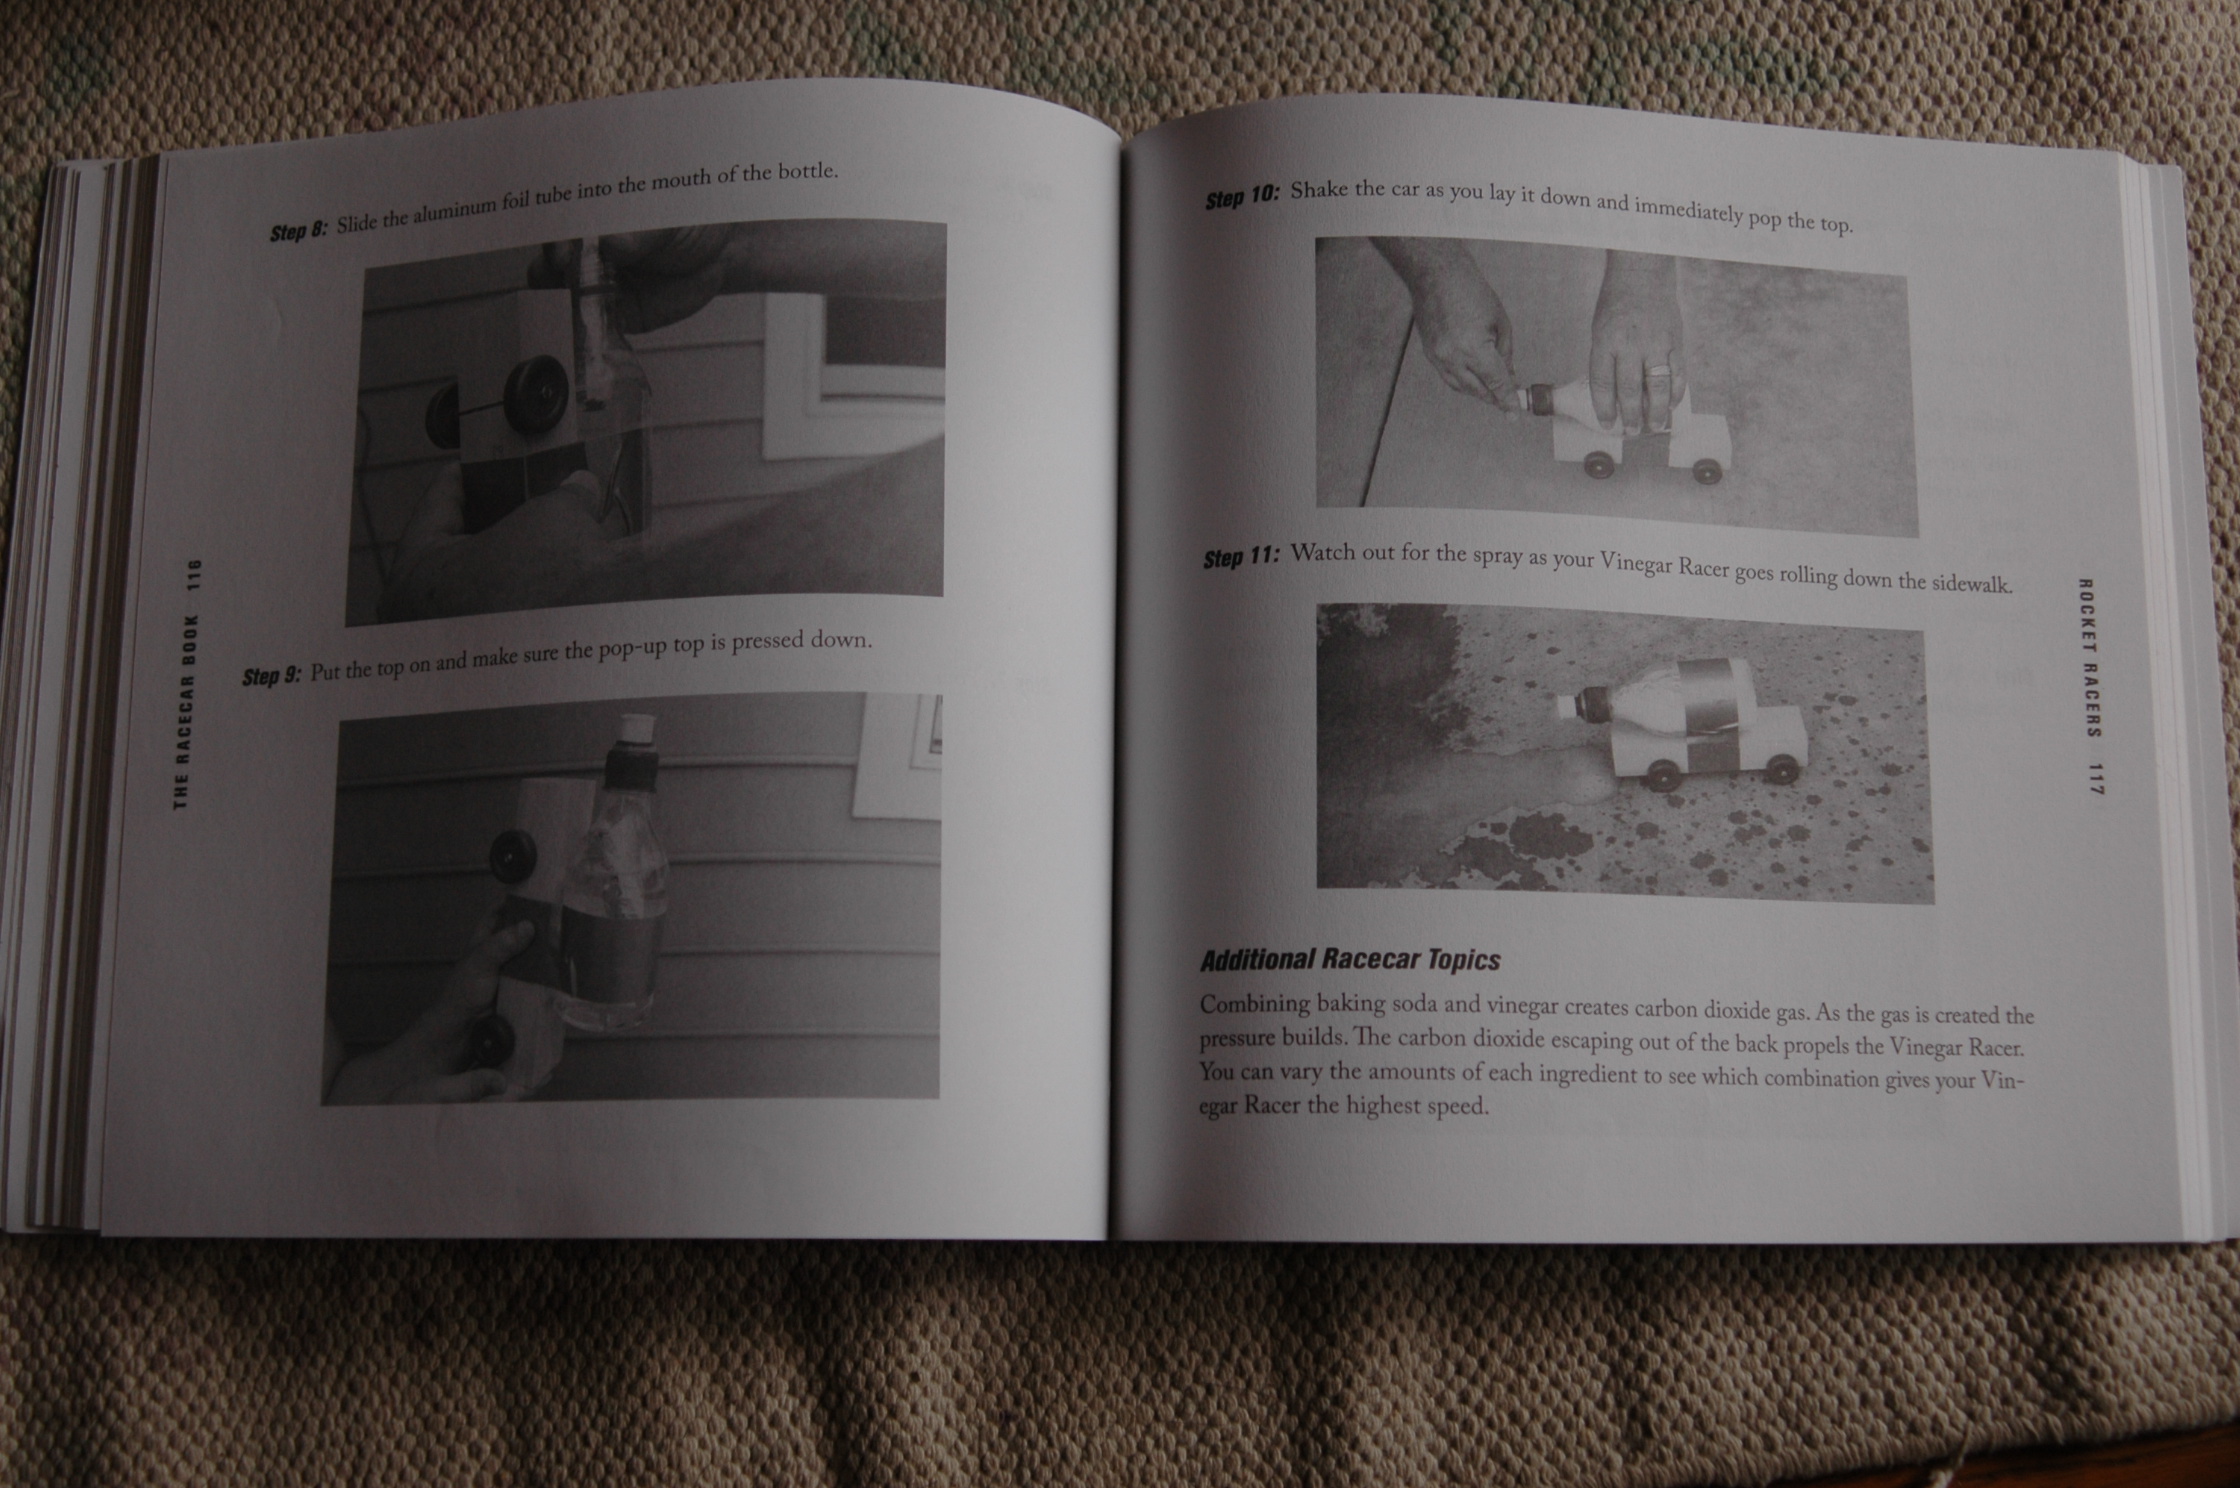 Step 8: Slide the aluminum foil tube into the mouth of the bottle.
Step 9: Put the top on and make sure the pop-up top is pressed down.
THE RACECAR BOOK 116
Step 10: Shake the car as you lay it down and immediately pop the top.
Step 11: Watch out for the spray as your Vinegar Racer goes rolling down the sidewalk.
Additional Racecar Topics
Combining baking soda and vinegar creates carbon dioxide gas. As the gas is created the
pressure builds. The carbon dioxide escaping out of the back propels the Vinegar Racer.
You can vary the amounts of each ingredient to see which combination gives your Vin-
egar Racer the highest speed.
ROCKET RACERS 117